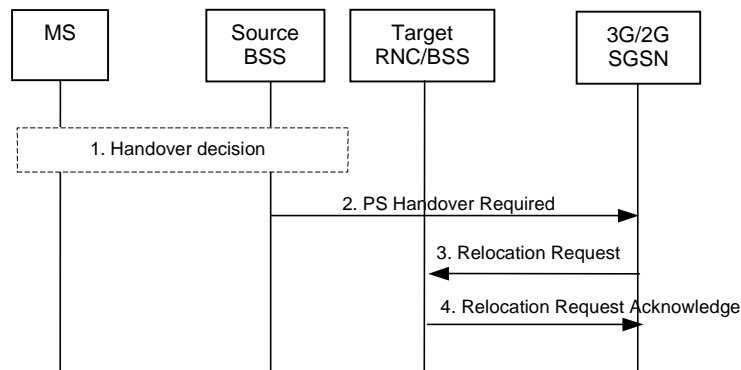 MS
Source
BSS
Target
RNC/BSS
3G/2G
SGSN
1. Handover decision
2. PS Handover Required
3. Relocation Request
4. Relocation Request Acknowledge